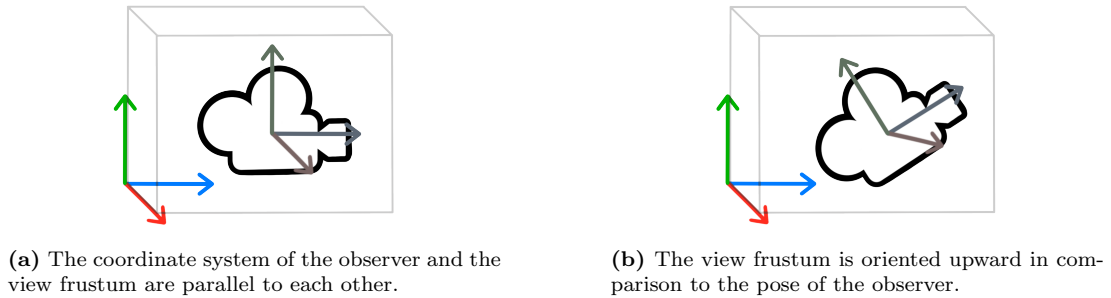 (a) The coordinate system of the observer and the
view frustum are parallel to each other.
(b) The view frustum is oriented upward in com-
parison to the pose of the observer.